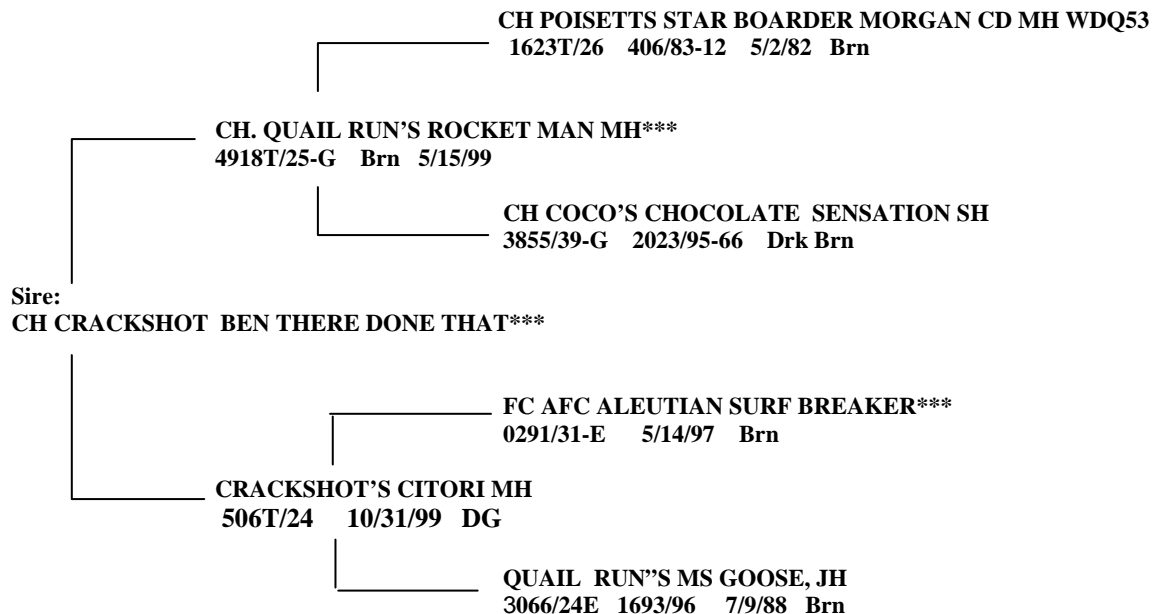 CH POISETTS STAR BOARDER MORGAN CD MH WDQ53
1623T/26 406/83-12 5/2/82 Brn
CH. QUAIL RUN’S ROCKET MAN MH***
4918T/25-G Brn 5/15/99
CH COCO’S CHOCOLATE SENSATION SH
3855/39-G 2023/95-66 Drk Brn
Sire:
CH CRACKSHOT BEN THERE DONE THAT***
FC AFC ALEUTIAN SURF BREAKER***
0291/31-E 5/14/97 Brn
CRACKSHOT’S CITORI MH
506T/24 10/31/99 DG
QUAIL RUN”S MS GOOSE, JH
3066/24E 1693/96 7/9/88 Brn